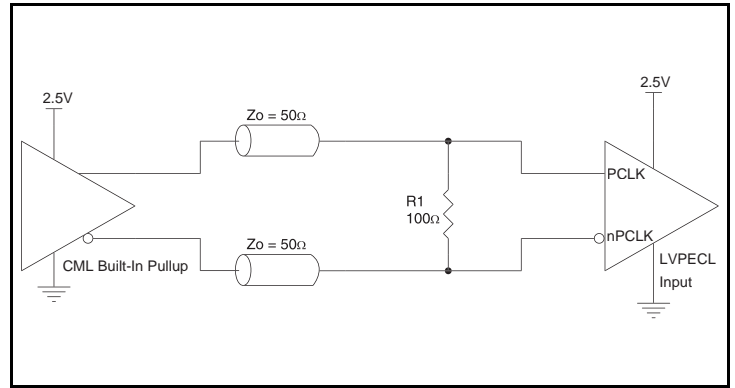 2.5V
2.5V
Zo = 50Ω
PCLK
R1
100Ω
Zo = 50Ω
nPCLK
CML Built-In Pullup
LVPECL
Input